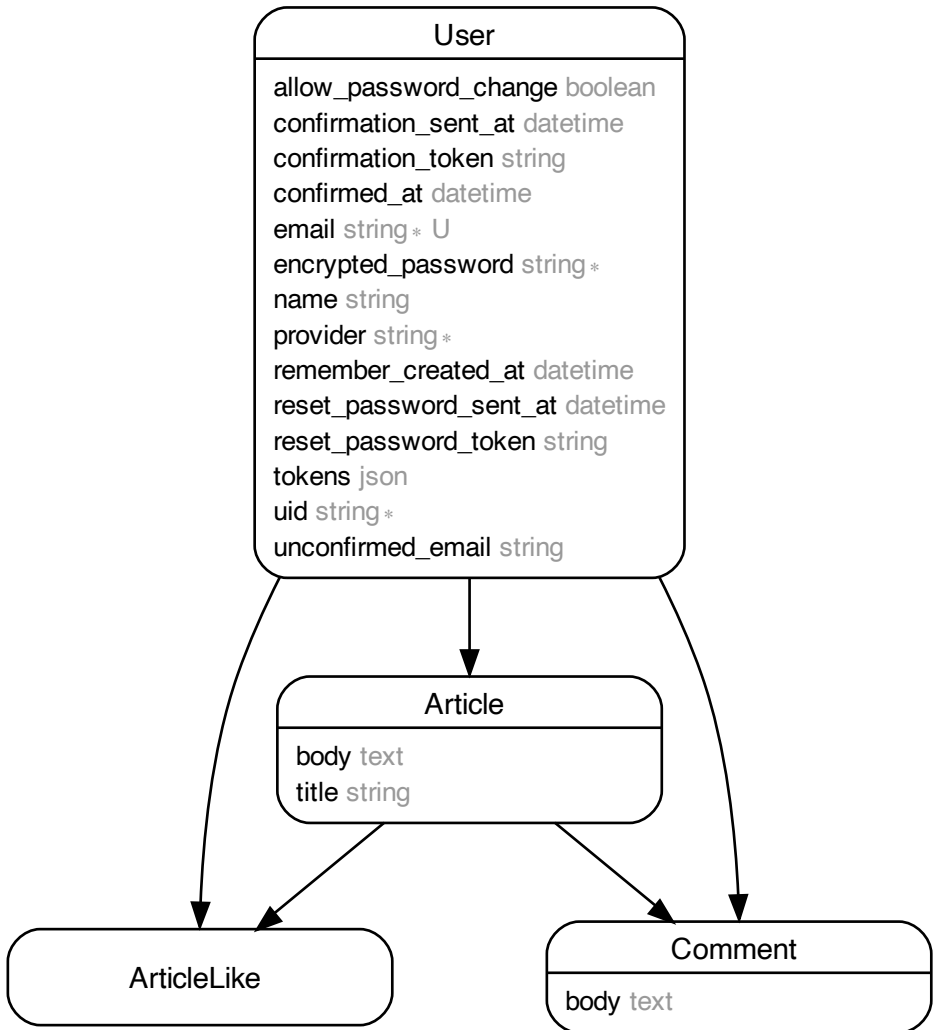 User
allow_password_change boolean
confirmation_sent_at datetime
confirmation_token string
confirmed_at datetime
email string∗ U
encrypted_password string∗
name string
provider string∗
remember_created_at datetime
reset_password_sent_at datetime
reset_password_token string
tokens json
uid string∗
unconfirmed_email string
Article
body text
title string
ArticleLike
Comment
body text